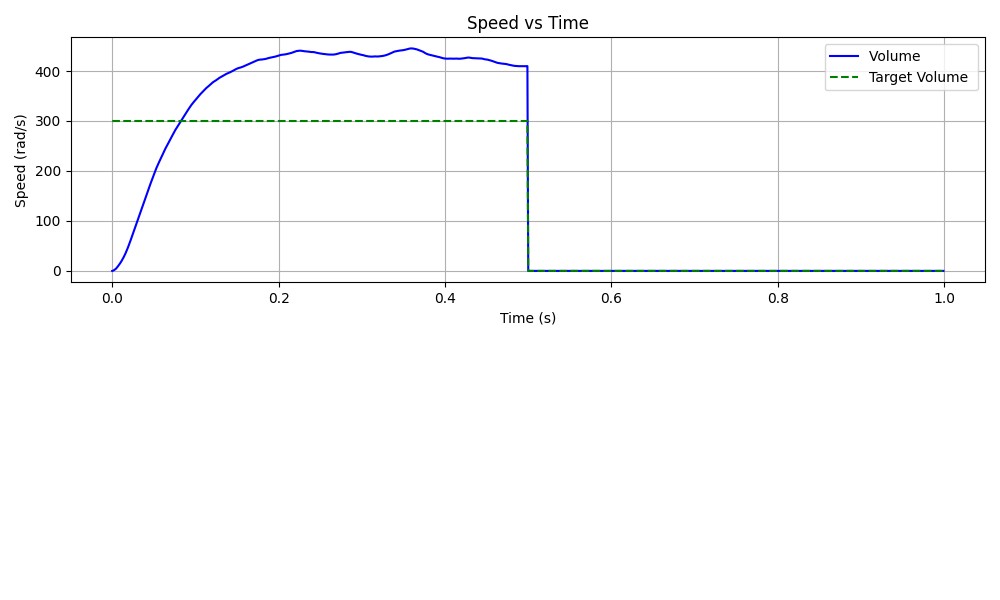 Speed vs Time
Speed (rad/s)
400
300
200
100
0
Volume
Target Volume
0.0 0.2 0.4 0.6 0.8 1.0
Time (s)